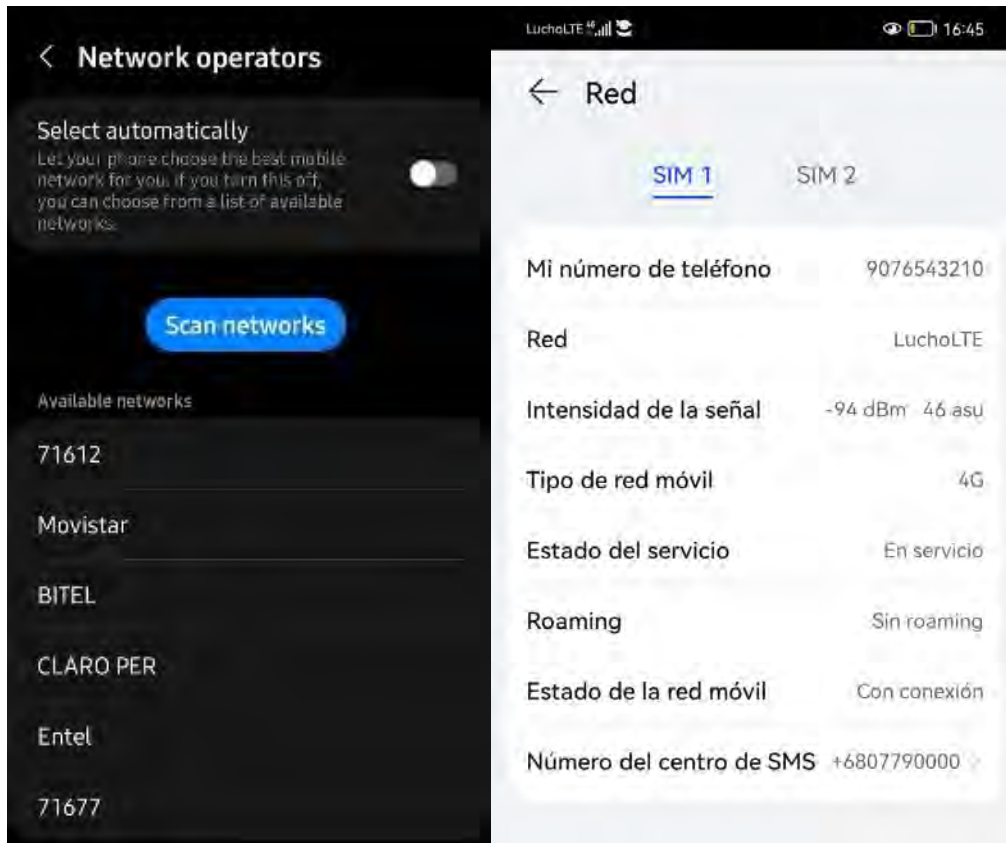 Network operators
Select automatically
Let your phone choose the best mobile
network for you. If you turn this off,
you can choose from a list of available
networks.
Scan networks
Available networks
71612
Movistar
BITEL
CLARO PER
Entel
71677
LuchoLTE 4G 16:45
Red
SIM 1 SIM 2
Mi número de teléfono 9076543210
Red LuchoLTE
Intensidad de la señal -94 dBm 46 asu
Tipo de red móvil 4G
Estado del servicio En servicio
Roaming Sin roaming
Estado de la red móvil Con conexión
Número del centro de SMS +6807790000